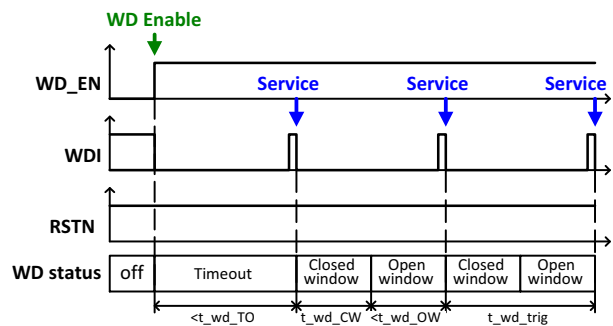 WD Enable
WD_EN
Service
Service
Service
WDI
RSTN
WD status
off
Timeout
Closed
window
Open
window
Closed
window
Open
window
<t_wd_TO
t_wd_CW
<t_wd_OW
t_wd_trig